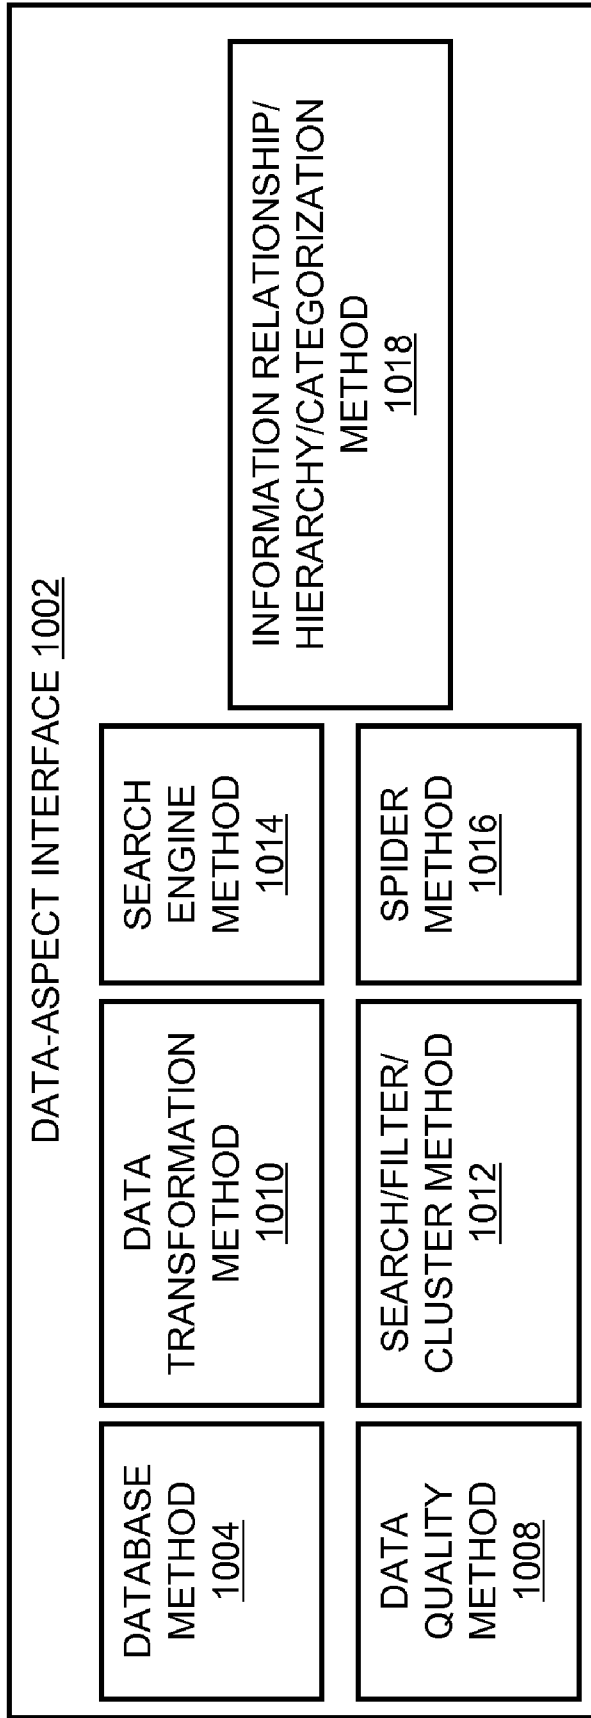 DATA-ASPECT INTERFACE 1002
DATABASE
METHOD
1004
DATA
TRANSFORMATION
METHOD
1010
SEARCH
ENGINE
METHOD
1014
DATA
QUALITY
METHOD
1008
SEARCH/FILTER/
CLUSTER METHOD
1012
SPIDER
METHOD
1016
INFORMATION RELATIONSHIP/
HIERARCHY/CATEGORIZATION
METHOD
1018